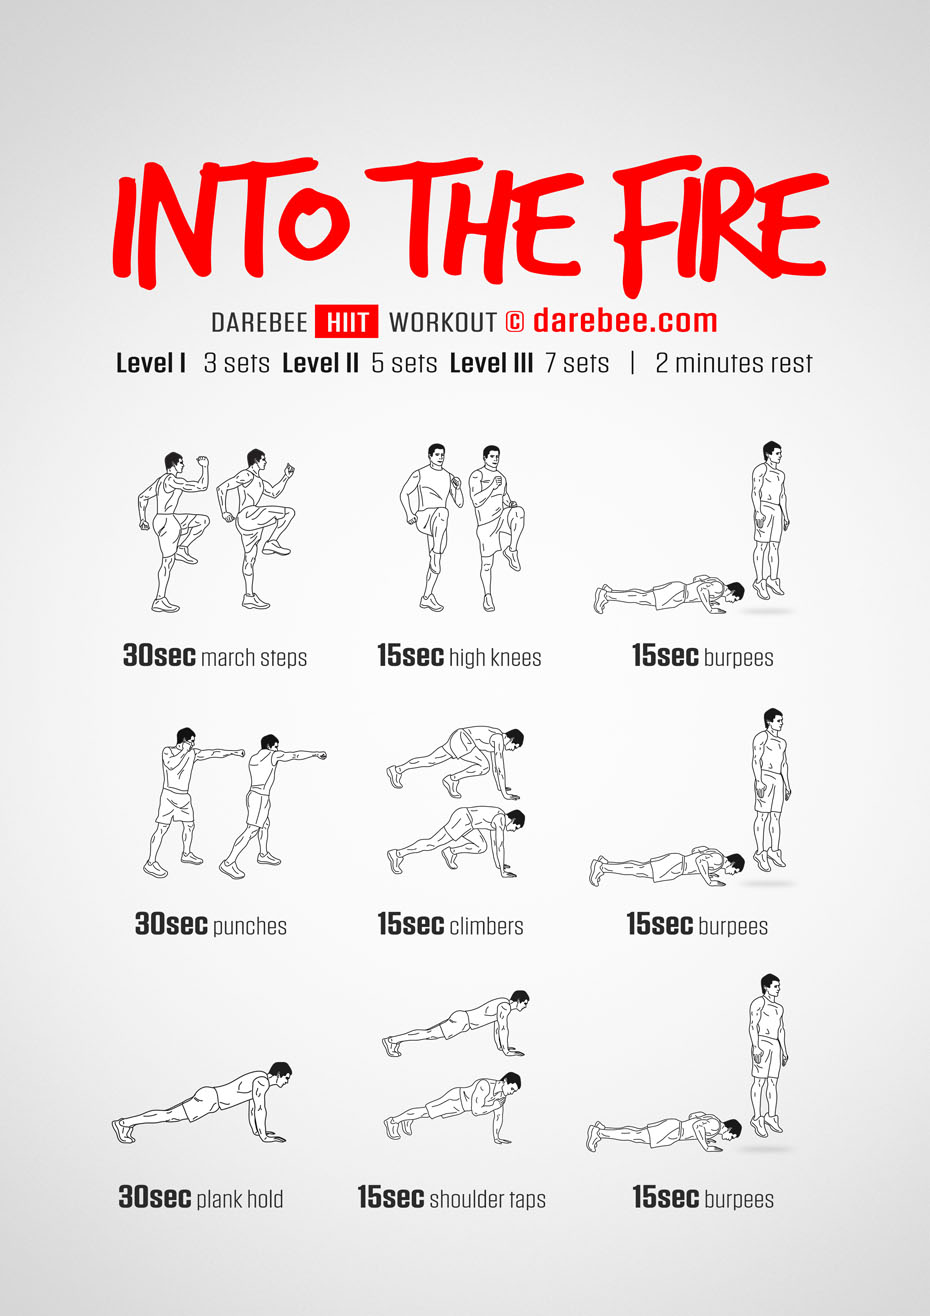 INTO THE FIRE
DAREBEE HIIT WORKOUT © darebee.com
Level I 3 sets Level II 5 sets Level III 7 sets | 2 minutes rest
30sec march steps
15sec high knees
15sec burpees
30sec punches
15sec climbers
15sec burpees
30sec plank hold
15sec shoulder taps
15sec burpees